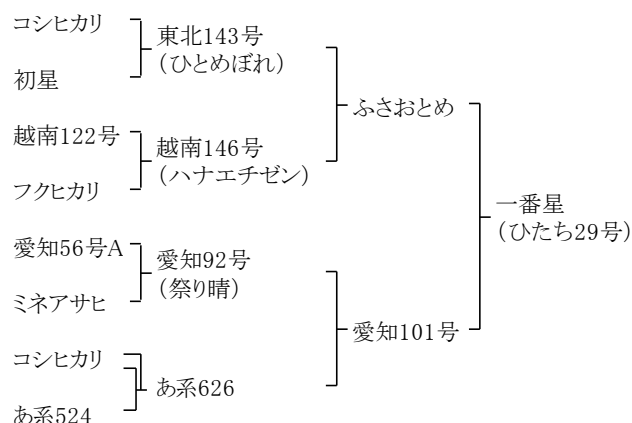 コシヒカリ
東北143号
(ひとめぼれ)
初星
ふさおとめ
越南122号
越南146号
(ハナエチゼン)
フクヒカリ
一番星
(ひたち29号)
愛知56号A
愛知92号
(祭り晴)
ミネアサヒ
愛知101号
コシヒカリ
あ系626
あ系524